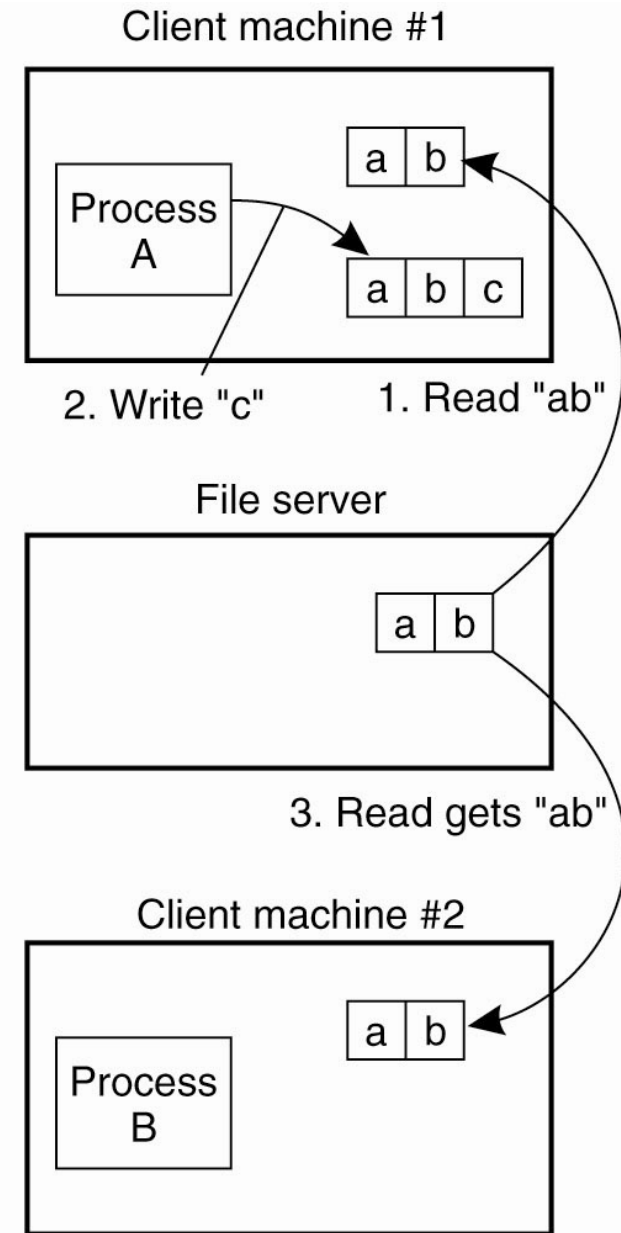 Client machine #1
a b
Process
A
a b c
2. Write "c"
1. Read "ab"
File server
a b
3. Read gets "ab"
Client machine #2
a b
Process
B